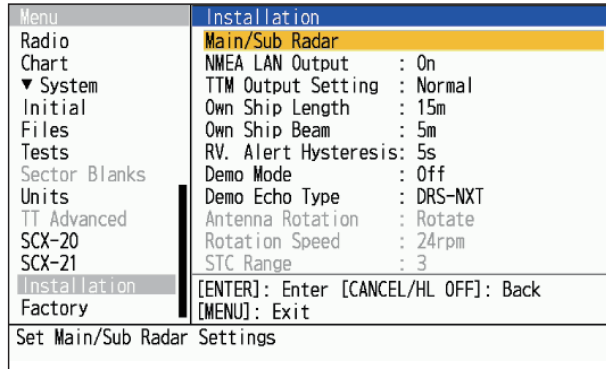 Menu
Radio
Chart
▼ System
Initial
Files
Tests
Sector Blanks
Units
TT Advanced
SCX-20
SCX-21
Installation
Factory
Installation
Main/Sub Radar
NMEA LAN Output : On
TTM Output Setting : Normal
Own Ship Length : 15m
Own Ship Beam : 5m
RV. Alert Hysteresis: 5s
Demo Mode : Off
Demo Echo Type : DRS-NXT
Antenna Rotation : Rotate
Rotation Speed : 24rpm
STC Range : 3
[ENTER]: Enter [CANCEL/HL OFF]: Back
[MENU]: Exit
Set Main/Sub Radar Settings